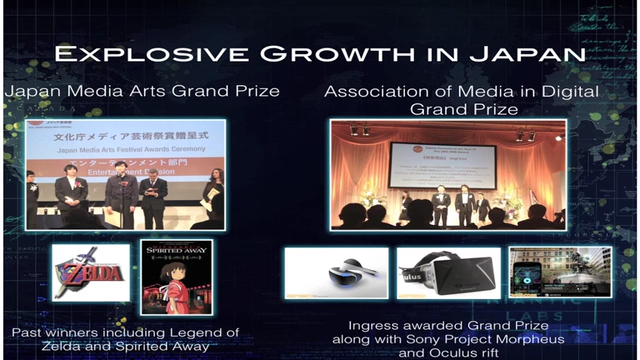 EXPLOSIVE GROWTH IN JAPAN
Japan Media Arts Grand Prize
Association of Media in Digital
Grand Prize
文化庁メディア芸術祭賞贈呈式
Japan Media Arts Festival Awards Ceremony
エンターテインメント部門
Entertainment Division
ZELDA
SPIRITED AWAY
oculus
Past winners including Legend of
Zelda and Spirited Away
Ingress awarded Grand Prize
along with Sony Project Morpheus
and Oculus rift
LABS